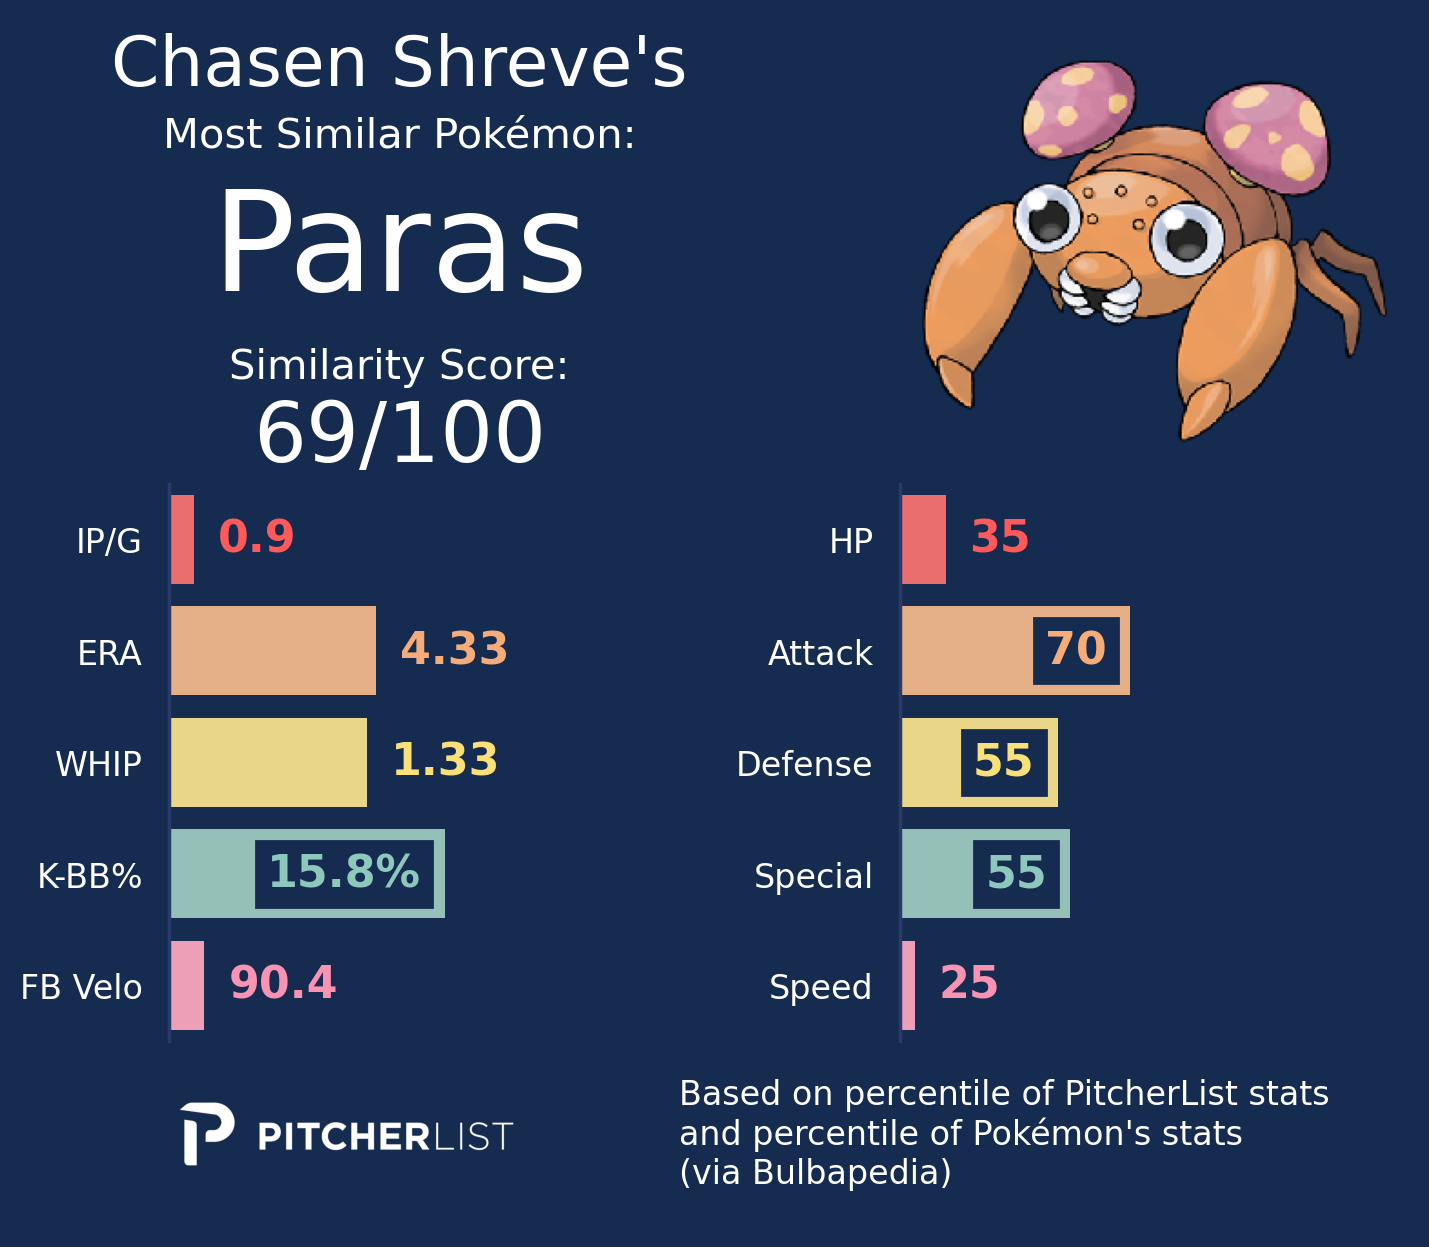 Chasen Shreve's
Most Similar Pokémon:
Paras
Similarity Score:
69/100
IP/G 0.9
ERA 4.33
WHIP 1.33
K-BB% 15.8%
FB Velo 90.4
HP 35
Attack 70
Defense 55
Special 55
Speed 25
PITCHERLIST
Based on percentile of PitcherList stats
and percentile of Pokémon's stats
(via Bulbapedia)